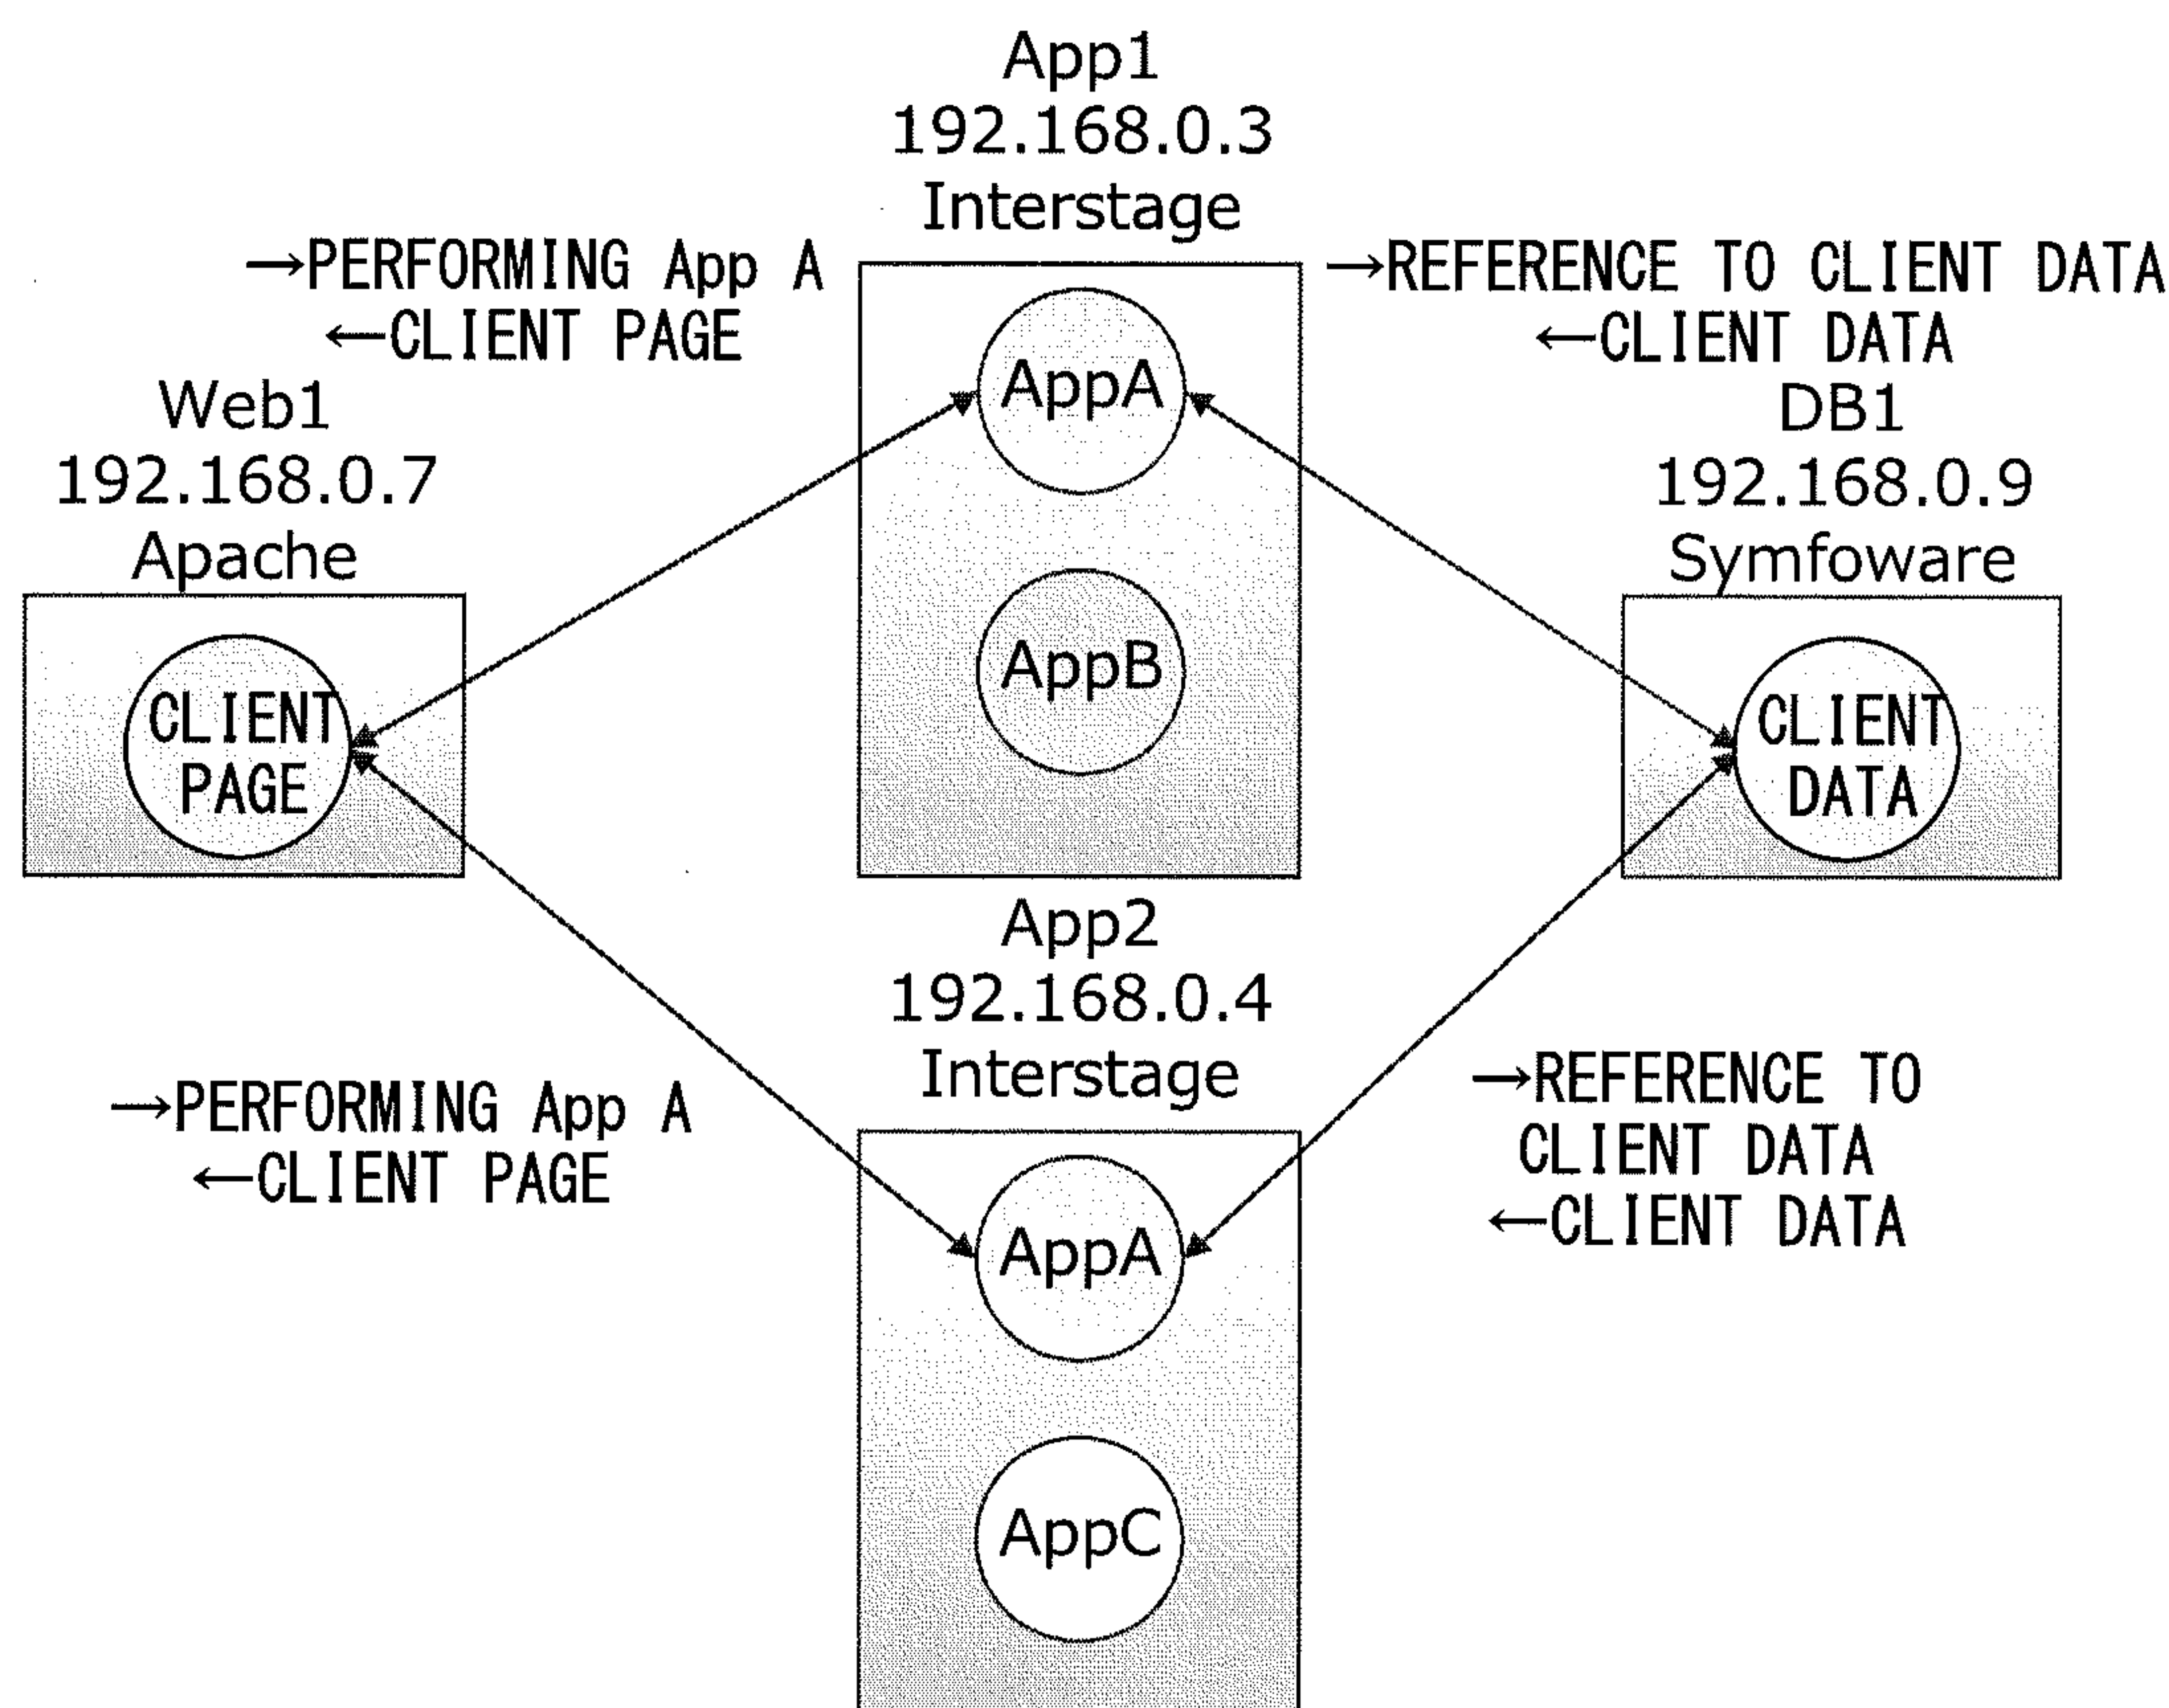 App1
192.168.0.3
Interstage
→PERFORMING App A
←CLIENT PAGE
→REFERENCE TO CLIENT DATA
←CLIENT DATA
Web1
192.168.0.7
Apache
DB1
192.168.0.9
Symfoware
AppA
AppB
CLIENT
PAGE
CLIENT
DATA
App2
192.168.0.4
Interstage
→PERFORMING App A
←CLIENT PAGE
→REFERENCE TO
CLIENT DATA
←CLIENT DATA
AppA
AppC